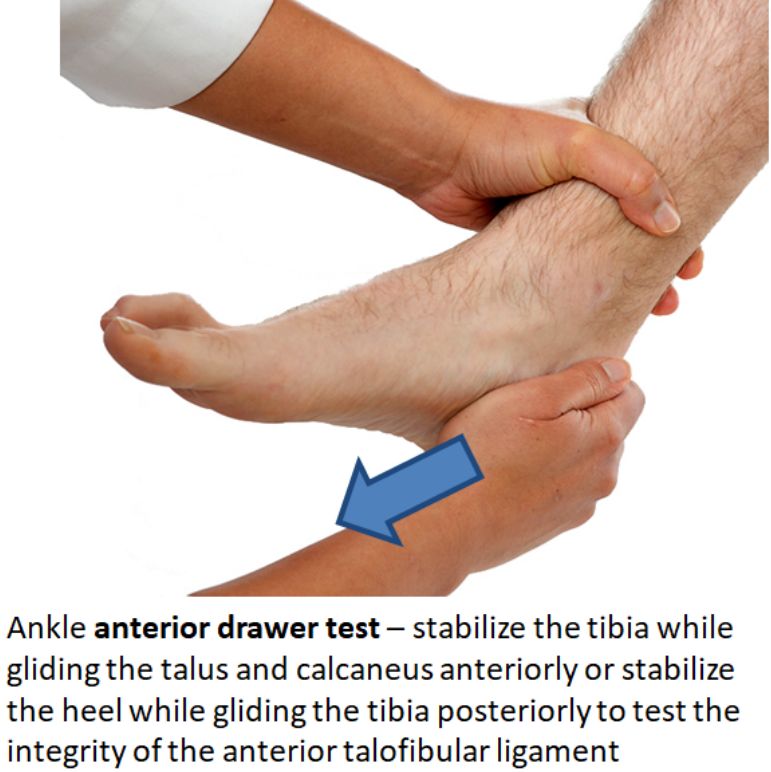 Ankle anterior drawer test – stabilize the tibia while
gliding the talus and calcaneus anteriorly or stabilize
the heel while gliding the tibia posteriorly to test the
integrity of the anterior talofibular ligament